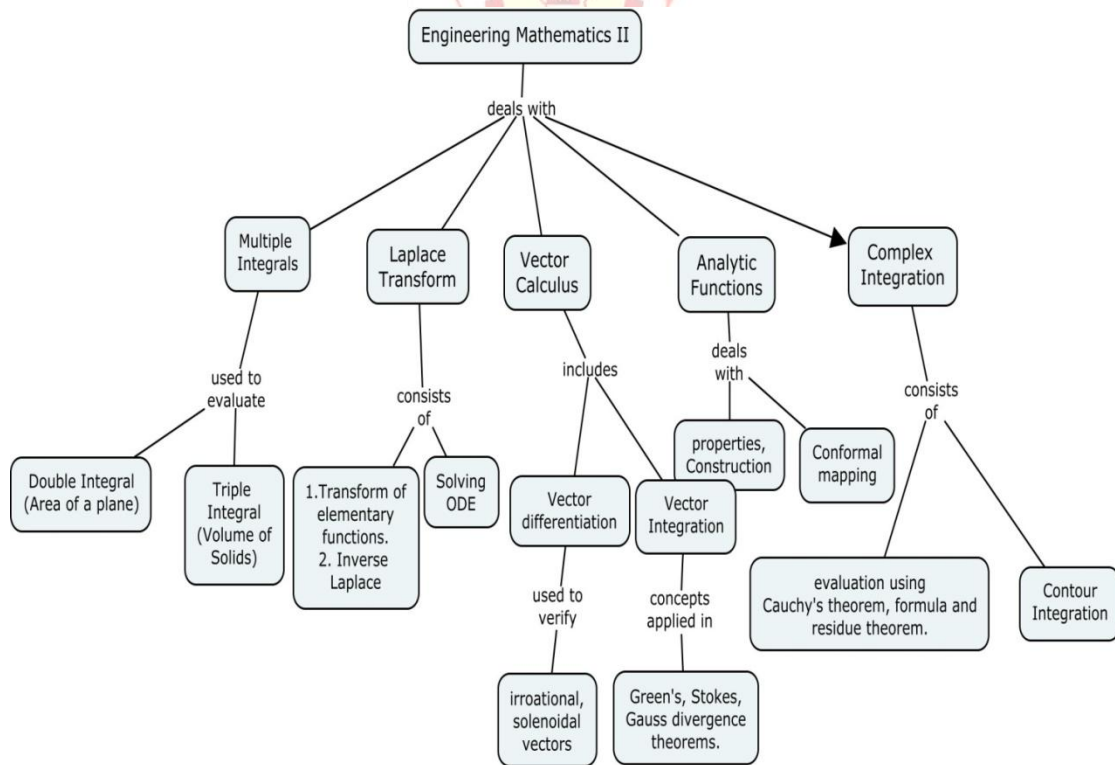 Engineering Mathematics II
deals with
Multiple
Integrals
Laplace
Transform
Vector
Calculus
Analytic
Functions
Complex
Integration
used to
evaluate
consists
of
includes
deals
with
consists
of
Double Integral
(Area of a plane)
Triple
Integral
(Volume of
Solids)
1.Transform of
elementary
functions.
2. Inverse
Laplace
Solving
ODE
Vector
differentiation
Vector
Integration
properties,
Construction
Conformal
mapping
evaluation using
Cauchy's theorem, formula and
residue theorem.
Contour
Integration
used to
verify
concepts
applied in
irroational,
solenoidal
vectors
Green's, Stokes,
Gauss divergence
theorems.